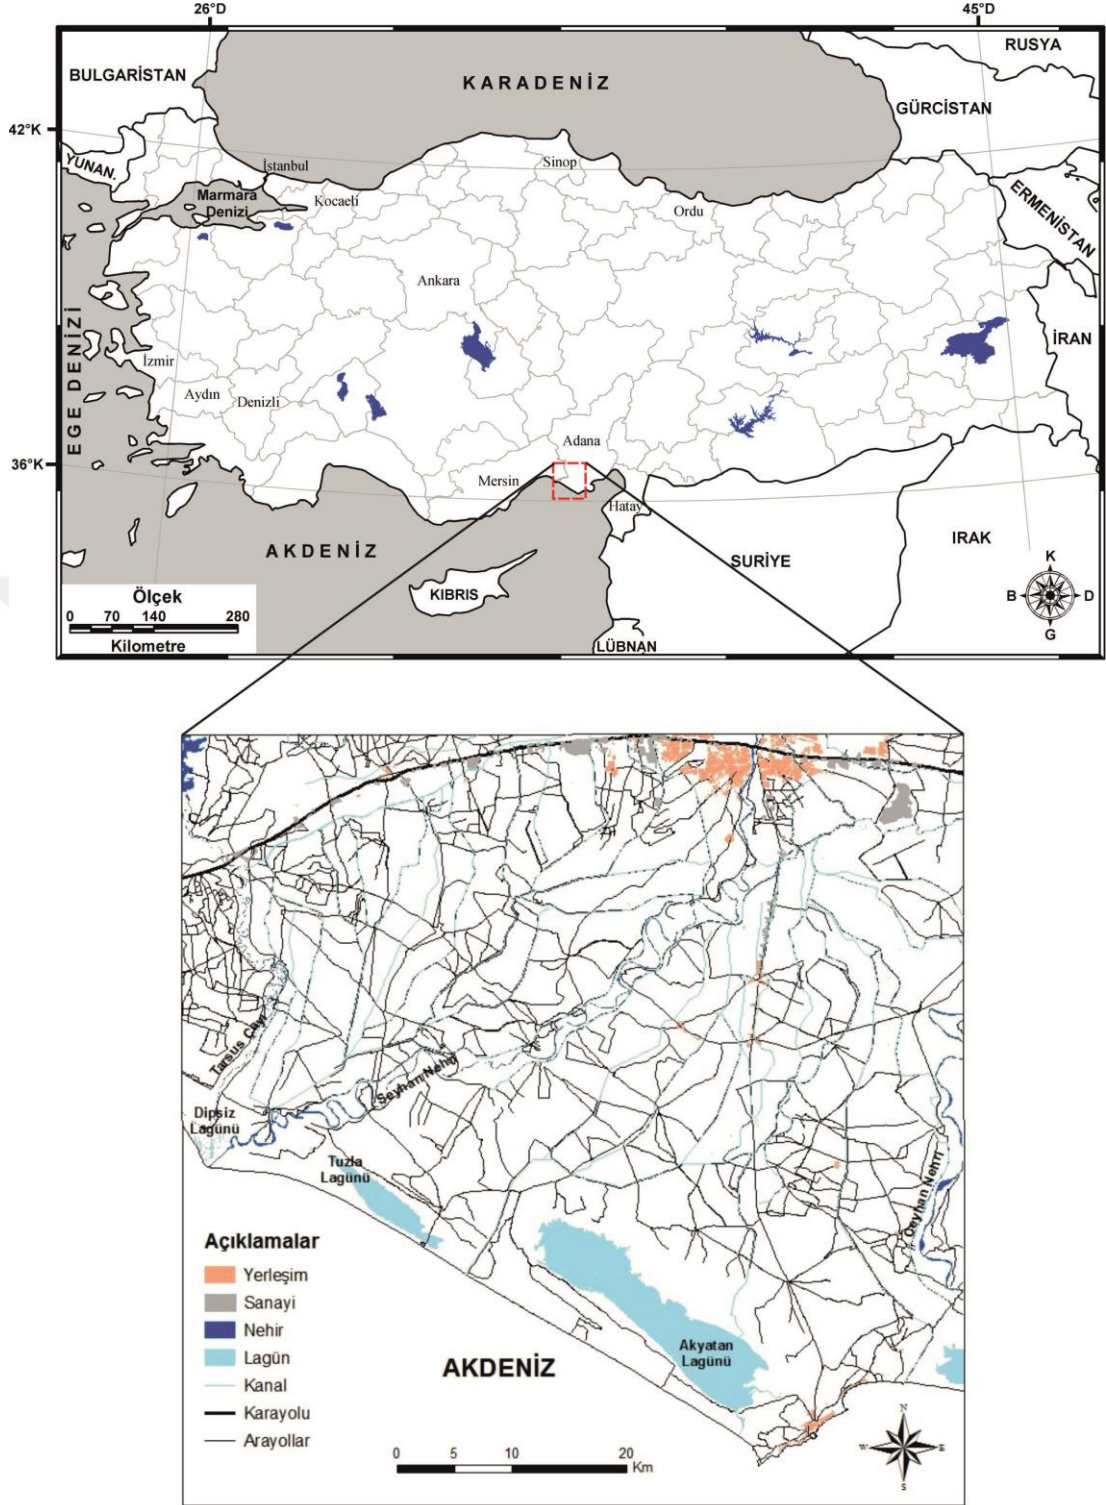 26°D
45°D
BULGARİSTAN
KARADENİZ
RUSYA
GÜRCİSTAN
42°K
YUNAN.
İstanbul
Sinop
Marmara
Denizi
Kocaeli
Ordu
ERMENİSTAN
Ankara
EGE DENİZİ
İRAN
İzmir
Aydın
Denizli
Adana
36°K
Mersin
Hatay
AKDENİZ
SURİYE
IRAK
KIBRIS
LÜBNAN
K
B
D
G
Ölçek
0 70 140 280
Kilometre
Tarsus Çayı
Seyhan Nehri
Dipsiz
Lagünü
Tuzla
Lagünü
Ceyhan Nehri
Akyatan
Lagünü
AKDENİZ
Açıklamalar
Yerleşim
Sanayi
Nehir
Lagün
Kanal
Karayolu
Arayollar
0 5 10 20
Km
N
W
E
S